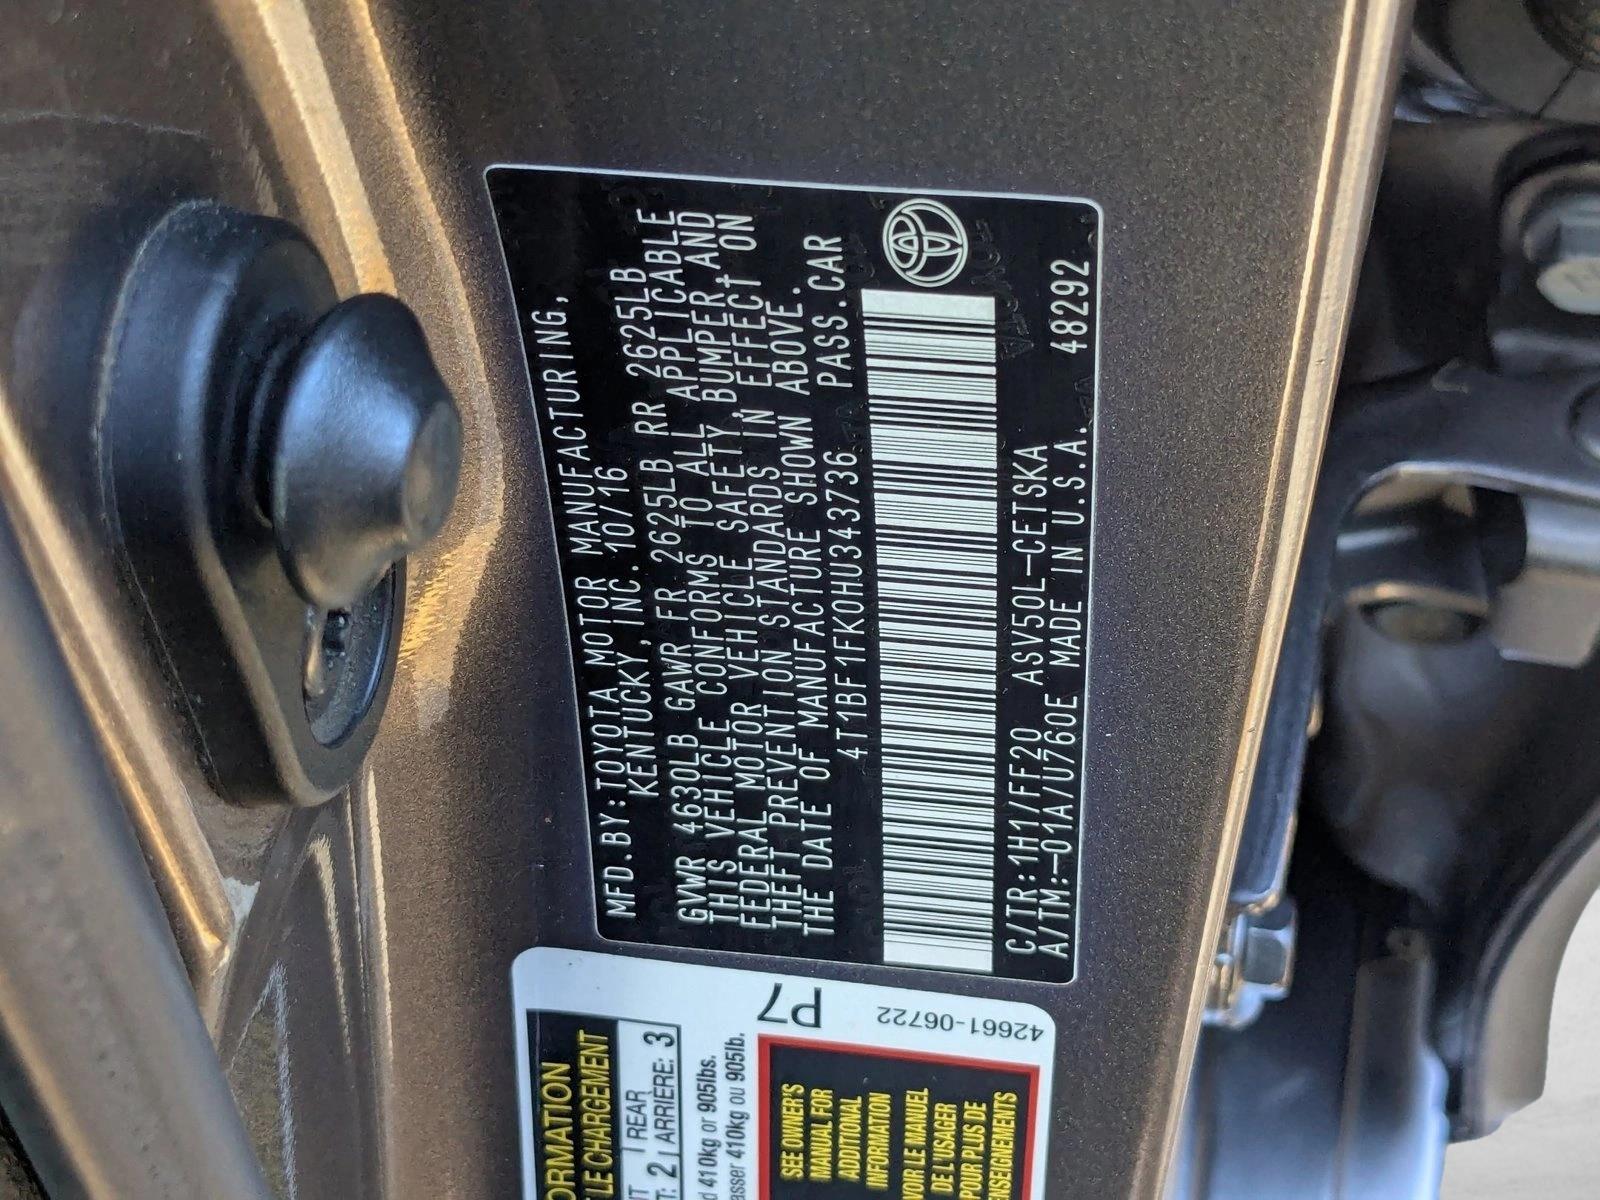 MFD.BY:TOYOTA MOTOR MANUFACTURING,
KENTUCKY, INC. 10/16
GVWR 4630LB GAWR FR 2625LB RR 2625LB
THIS VEHICLE CONFORMS TO ALL APPLICABLE
FEDERAL MOTOR VEHICLE SAFETY,BUMPER,AND
THEFT PREVENTION STANDARDS IN EFFECT ON
THE DATE OF MANUFACTURE SHOWN ABOVE.
4T1BF1FK0HU343736 PASS.CAR
C/TR:1H1/FF20 ASV50L-CETSKA 48292
A/TM:-01A/U760E MADE IN U.S.A.
P7
42661-06722
ORMATION
LE CHARGEMENT
2 REAR
ARRIÈRE: 3
410kg or 905lbs.
410kg ou 905lb.
SEE OWNER'S
MANUAL FOR
ADDITIONAL
INFORMATION
VOIR LE MANUEL
DE L'USAGER
POUR PLUS DE